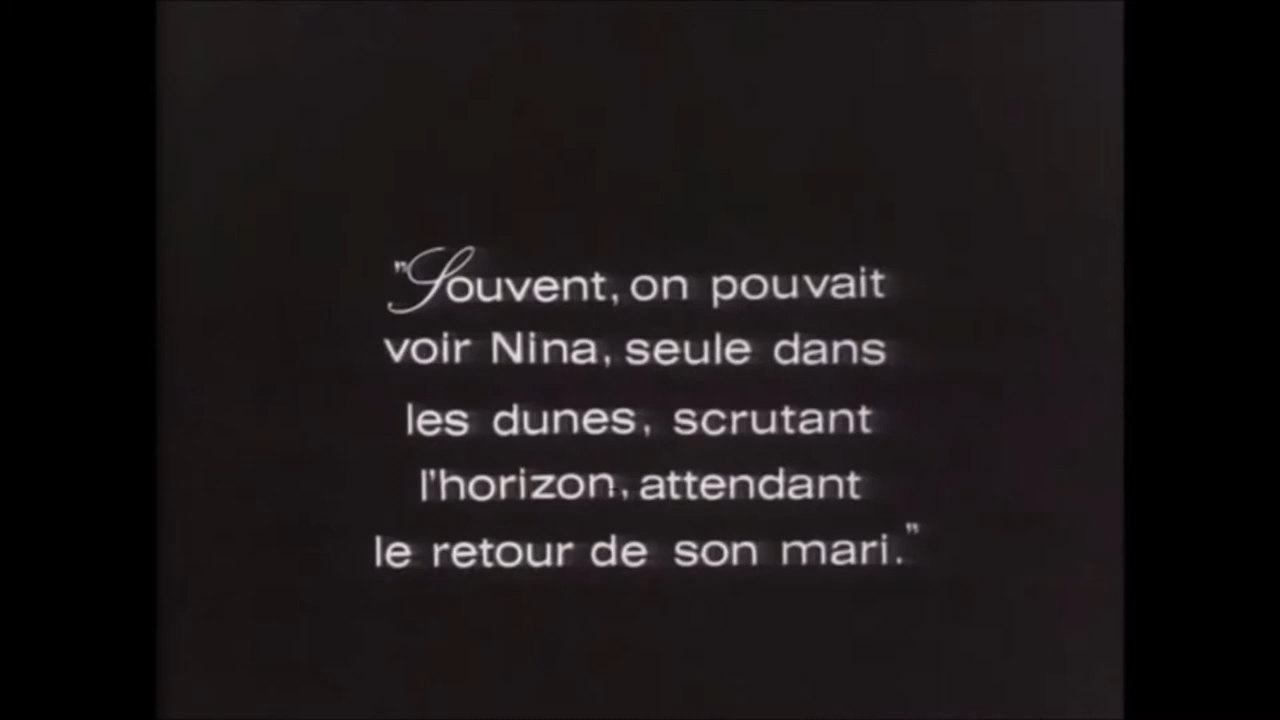 "Souvent, on pouvait
voir Nina, seule dans
les dunes, scrutant
l'horizon, attendant
le retour de son mari."